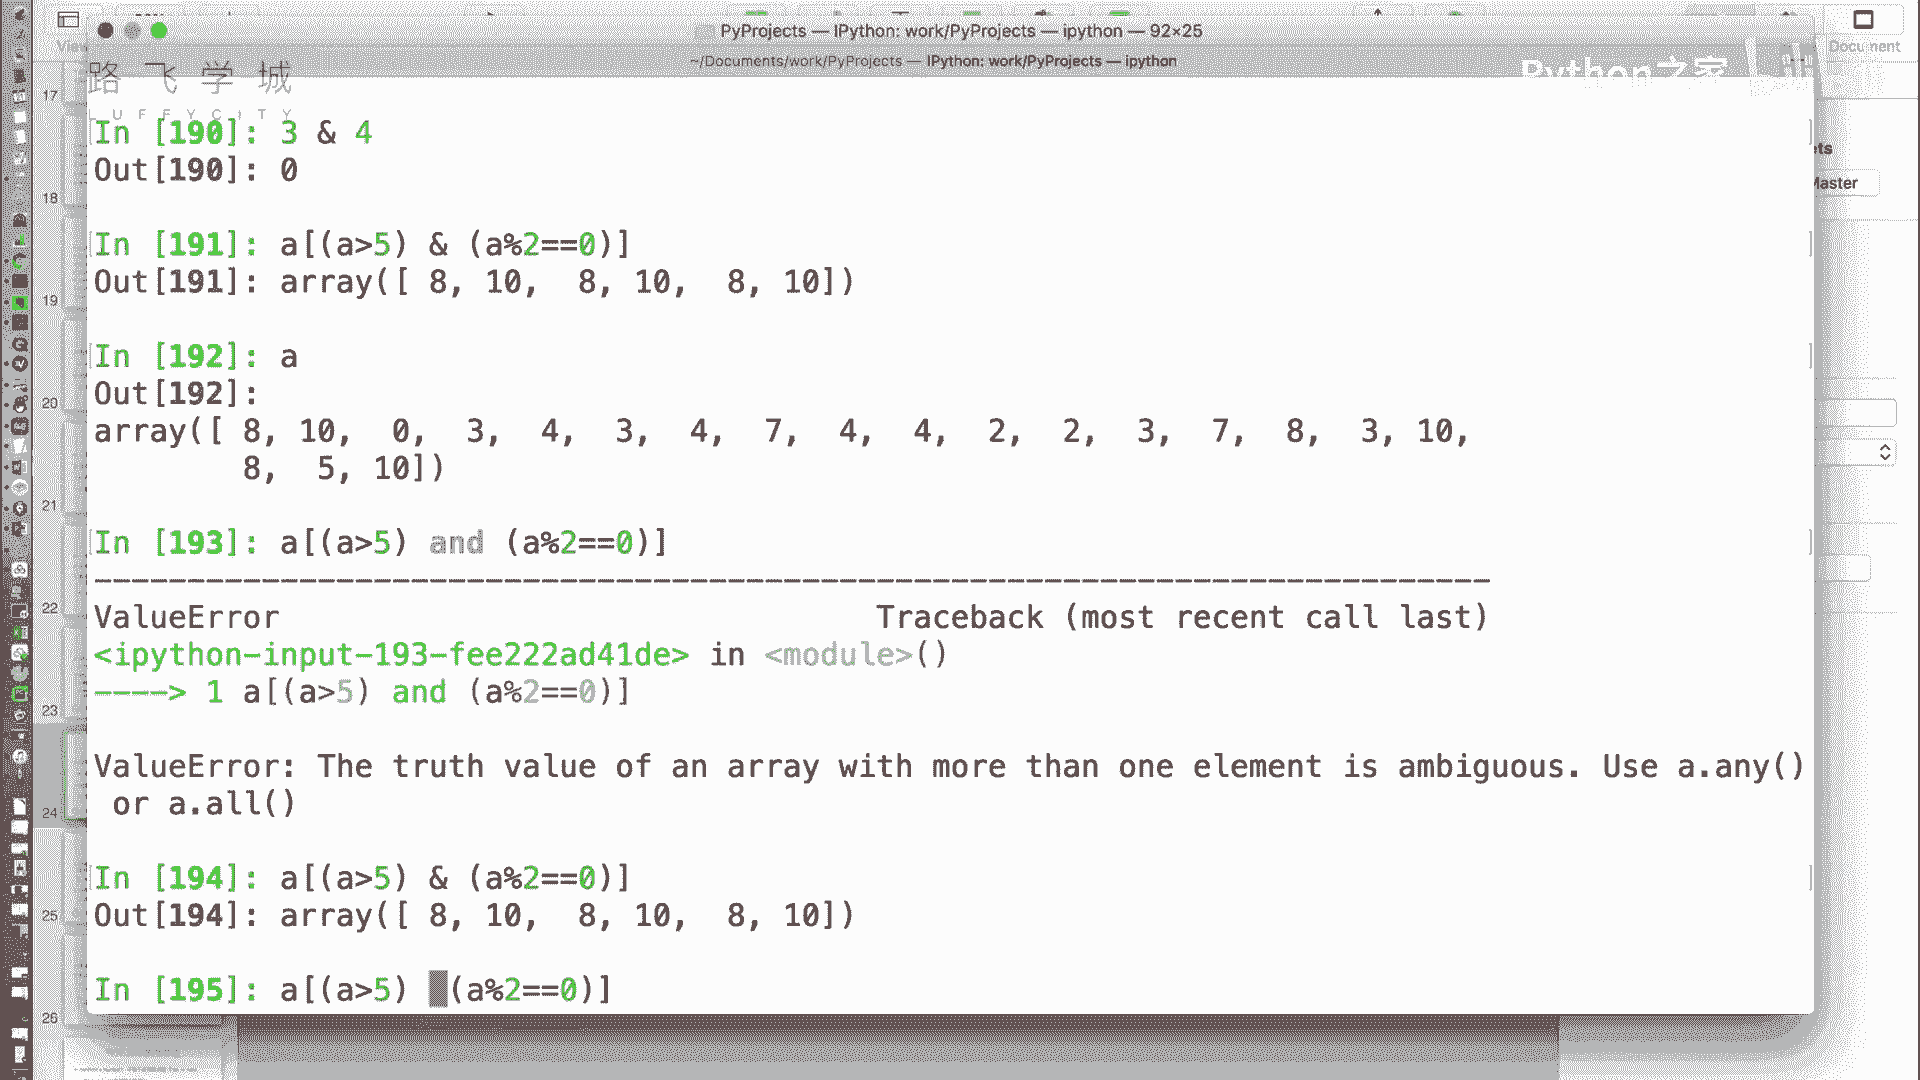 PyProjects — IPython: work/PyProjects — ipython — 92×25
Document
~/Documents/work/PyProjects — IPython: work/PyProjects — ipython
路 飞 学 城
L U F F Y C I T Y
Python之家
17
In [190]: 3 & 4
Out[190]: 0
Master
18
In [191]: a[(a>5) & (a%2==0)]
Out[191]: array([ 8, 10,  8, 10,  8, 10])
19
In [192]: a
Out[192]:
20
array([ 8, 10,  0,  3,  4,  3,  4,  7,  4,  4,  2,  2,  3,  7,  8,  3, 10,
        8,  5, 10])
21
In [193]: a[(a>5) and (a%2==0)]
22
ValueError                                Traceback (most recent call last)
<ipython-input-193-fee222ad41de> in <module>()
----> 1 a[(a>5) and (a%2==0)]
23
ValueError: The truth value of an array with more than one element is ambiguous. Use a.any()
 or a.all()
24
In [194]: a[(a>5) & (a%2==0)]
Out[194]: array([ 8, 10,  8, 10,  8, 10])
25
In [195]: a[(a>5) (a%2==0)]
26